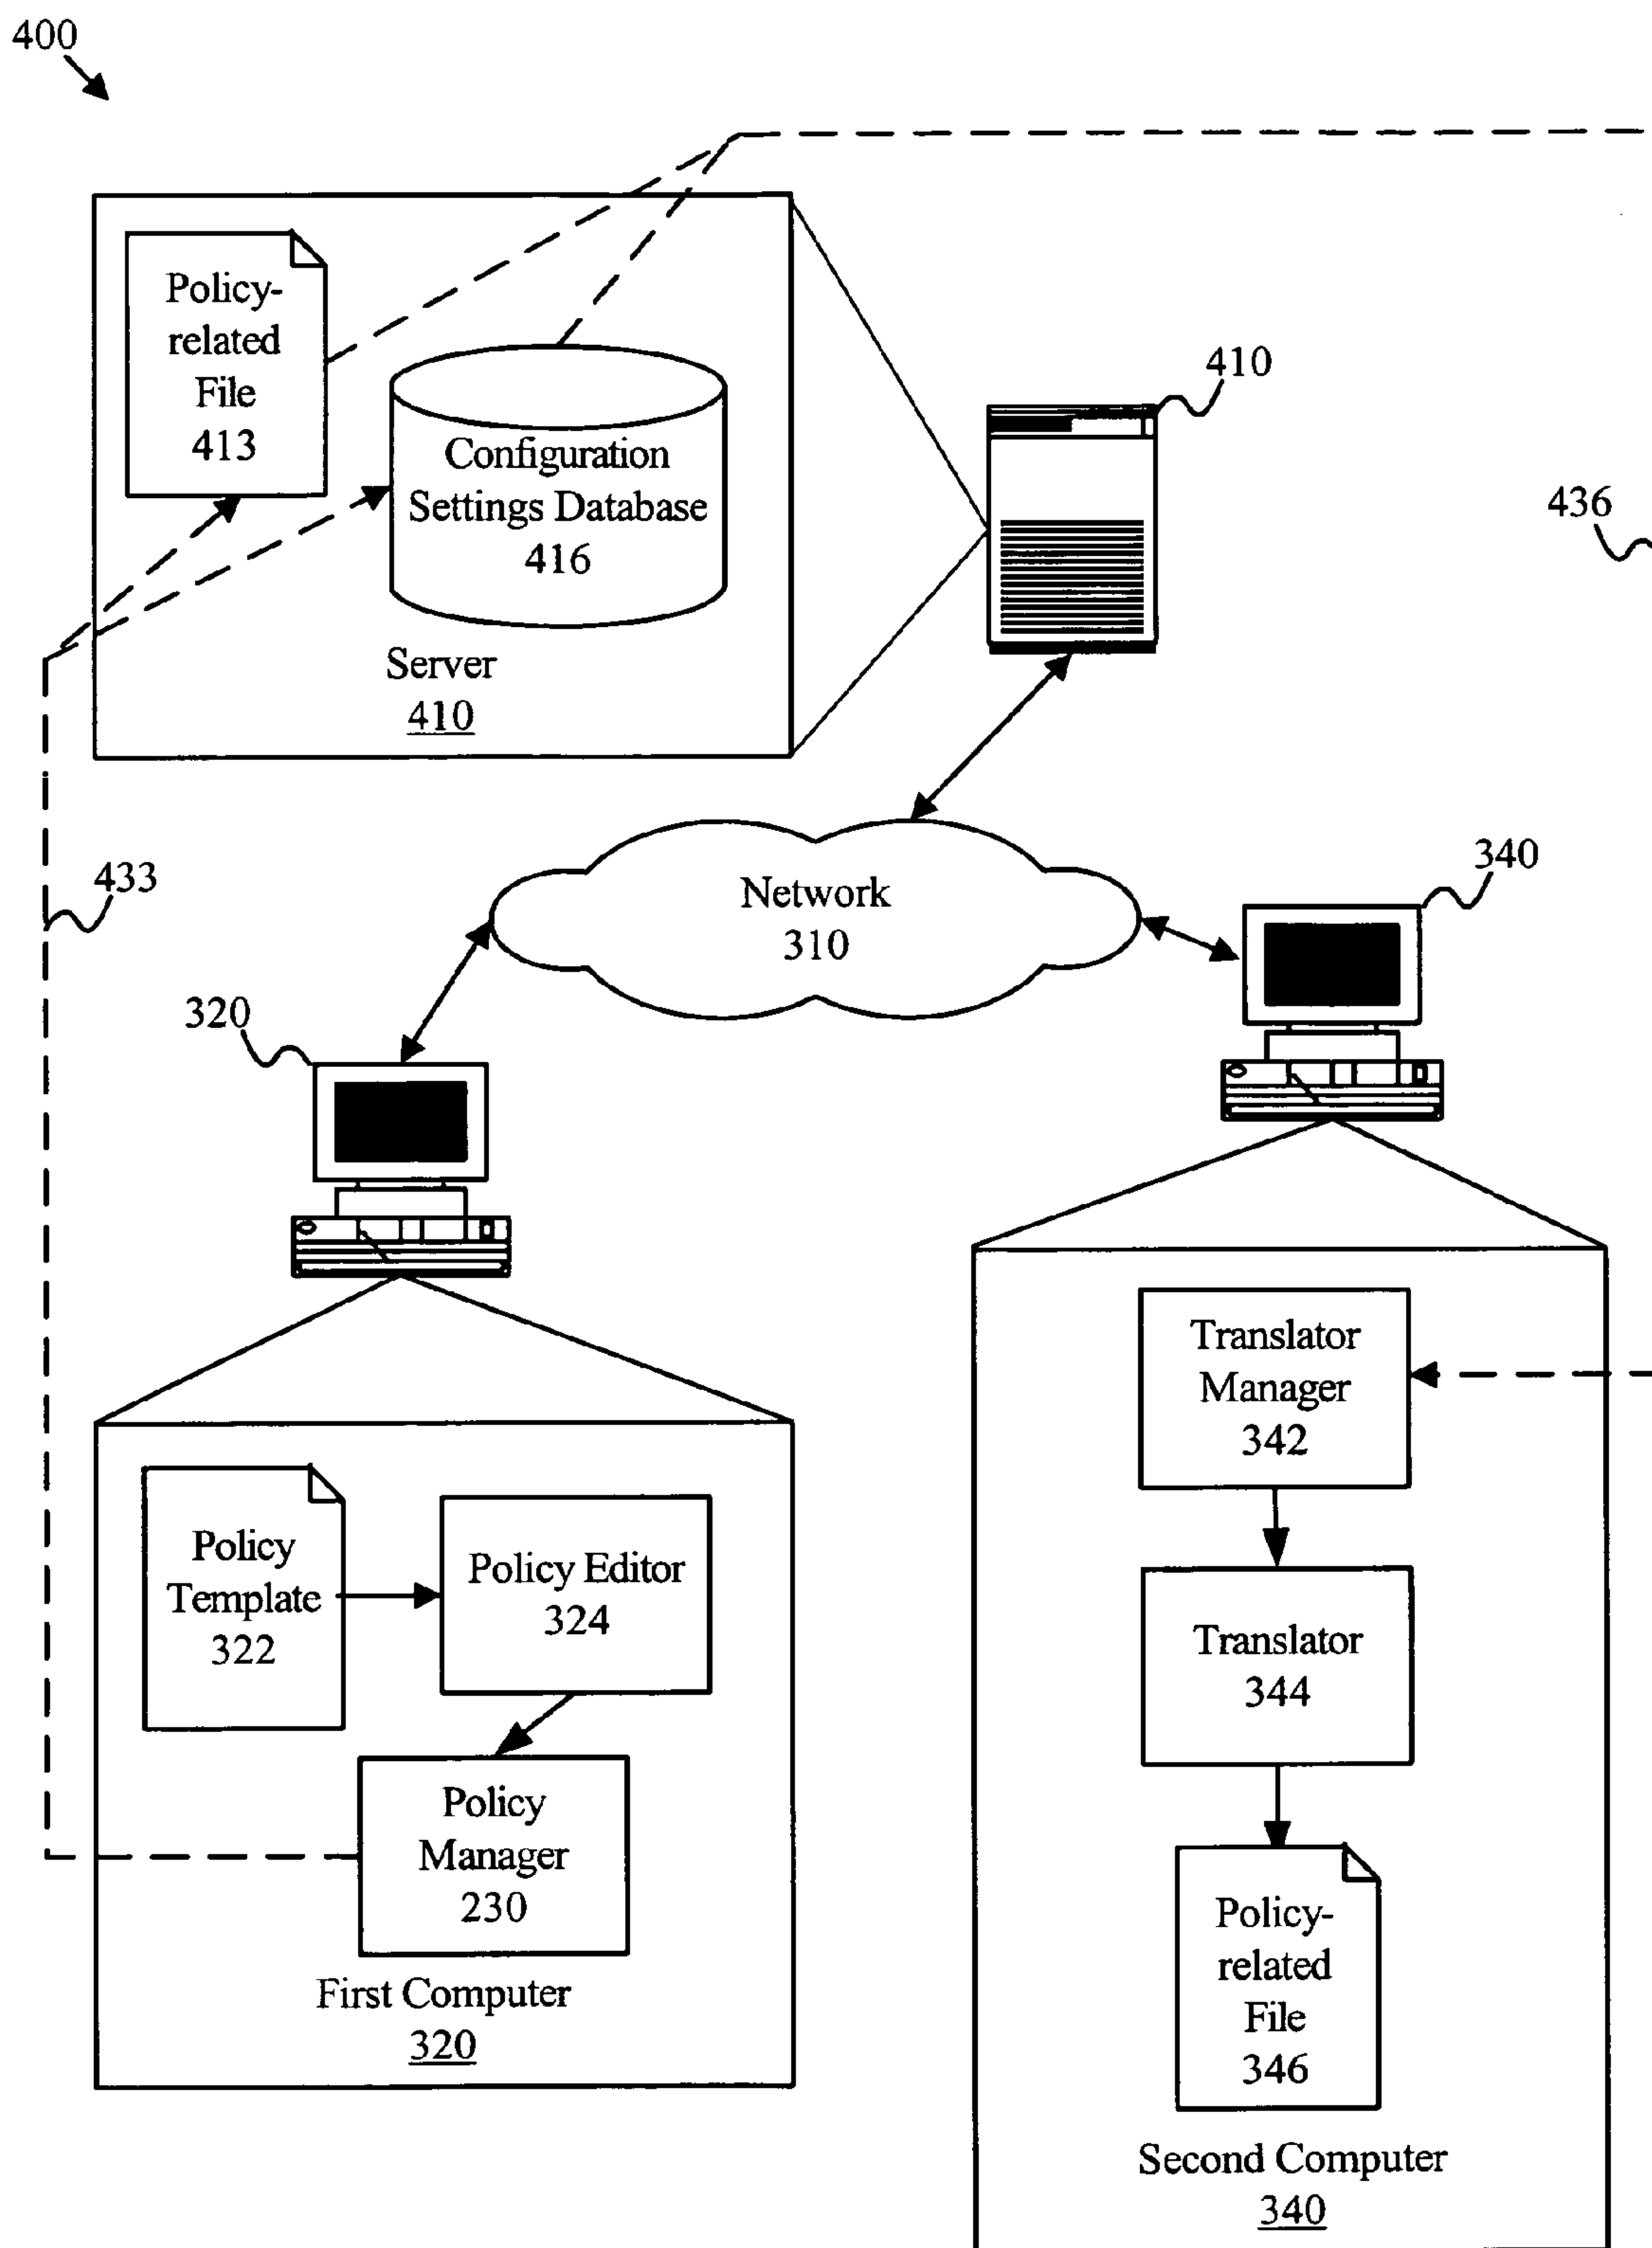 400
Policy-
related
File
413
Configuration
Settings Database
416
Server
410
410
436
Network
310
433
340
320
Translator
Manager
342
Policy
Template
322
Policy Editor
324
Translator
344
Policy
Manager
230
Policy-
related
File
346
First Computer
320
Second Computer
340